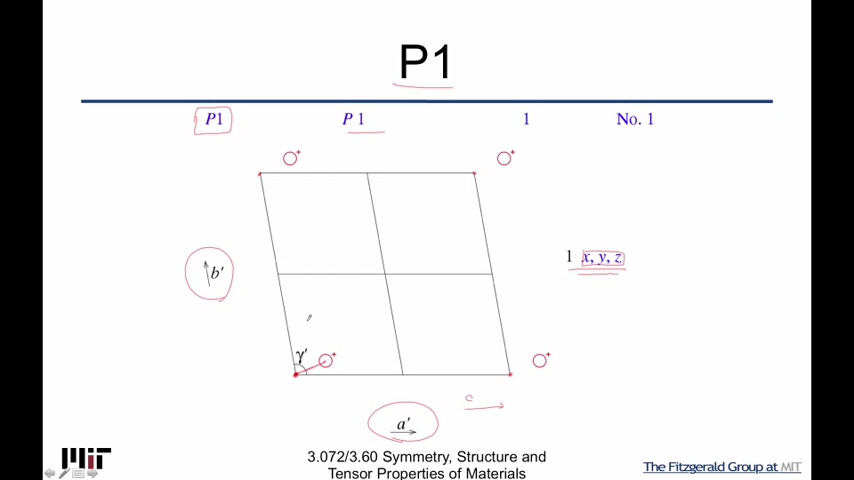 P1
P1 P 1 1 No. 1
+ +
b′
1 x, y, z
γ′ + +
a′
MIT
3.072/3.60 Symmetry, Structure and
Tensor Properties of Materials
The Fitzgerald Group at MIT